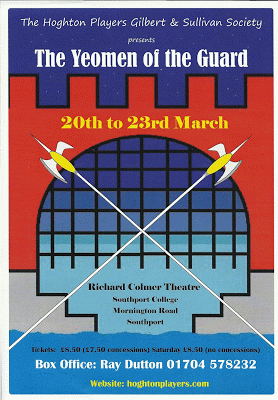 The Hoghton Players Gilbert & Sullivan Society
presents
The Yeomen of the Guard
20th to 23rd March
Richard Colmer Theatre
Southport College
Mornington Road
Southport
Tickets: £8.50 (£7.50 concessions) Saturday £8.50 (no concessions)
Box Office: Ray Dutton 01704 578232
Website: hoghtonplayers.com